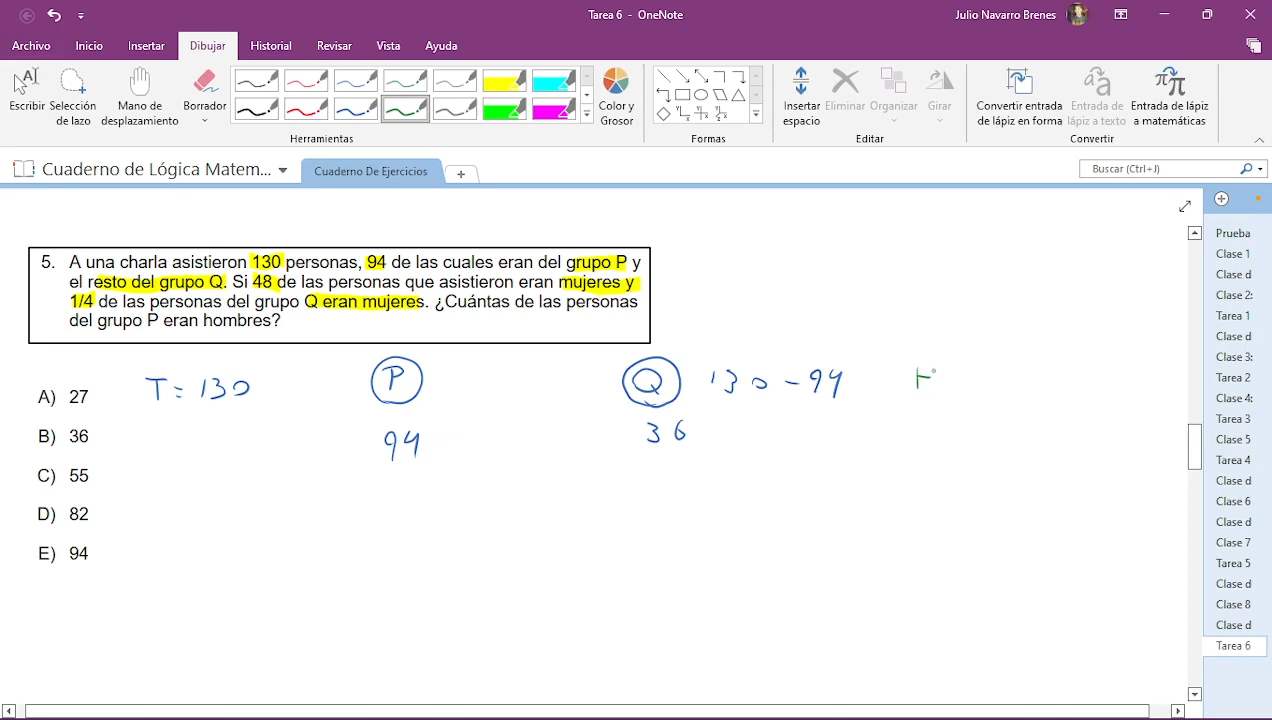 Tarea 6 - OneNote
Julio Navarro Brenes
Archivo Inicio Insertar Dibujar Historial Revisar Vista Ayuda
Escribir
Selección de lazo
Mano de desplazamiento
Borrador
Color y Grosor
Insertar espacio
Eliminar
Organizar
Girar
Convertir entrada de lápiz en forma
Entrada de lápiz a texto
Entrada de lápiz a matemáticas
Herramientas
Formas
Editar
Convertir
Cuaderno de Lógica Matem...
Cuaderno De Ejercicios
Buscar (Ctrl+J)
5. A una charla asistieron 130 personas, 94 de las cuales eran del grupo P y
el resto del grupo Q. Si 48 de las personas que asistieron eran mujeres y
1/4 de las personas del grupo Q eran mujeres. ¿Cuántas de las personas
del grupo P eran hombres?
A) 27
B) 36
C) 55
D) 82
E) 94
T = 130
P
94
Q 130 - 94
36
H
Prueba
Clase 1
Clase d
Clase 2:
Tarea 1
Clase d
Clase 3:
Tarea 2
Clase 4:
Tarea 3
Clase 5
Tarea 4
Clase d
Clase 6
Clase d
Clase 7
Tarea 5
Clase d
Clase 8
Clase d
Tarea 6